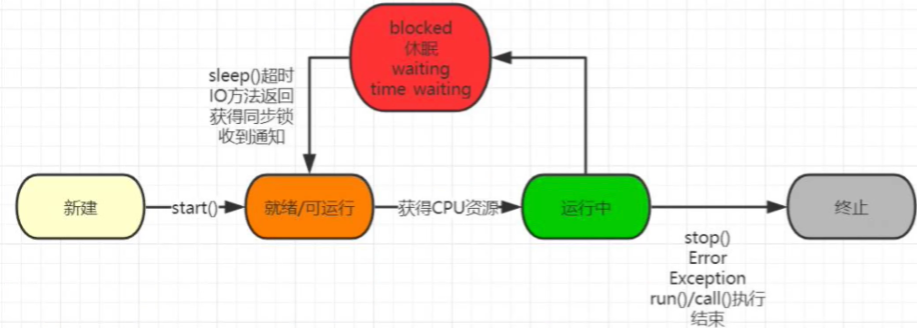 blocked
休眠
waiting
time waiting
sleep()超时
IO方法返回
获得同步锁
收到通知
新建
start()
就绪/可运行
获得CPU资源
运行中
终止
stop()
Error
Exception
run()/call()执行
结束